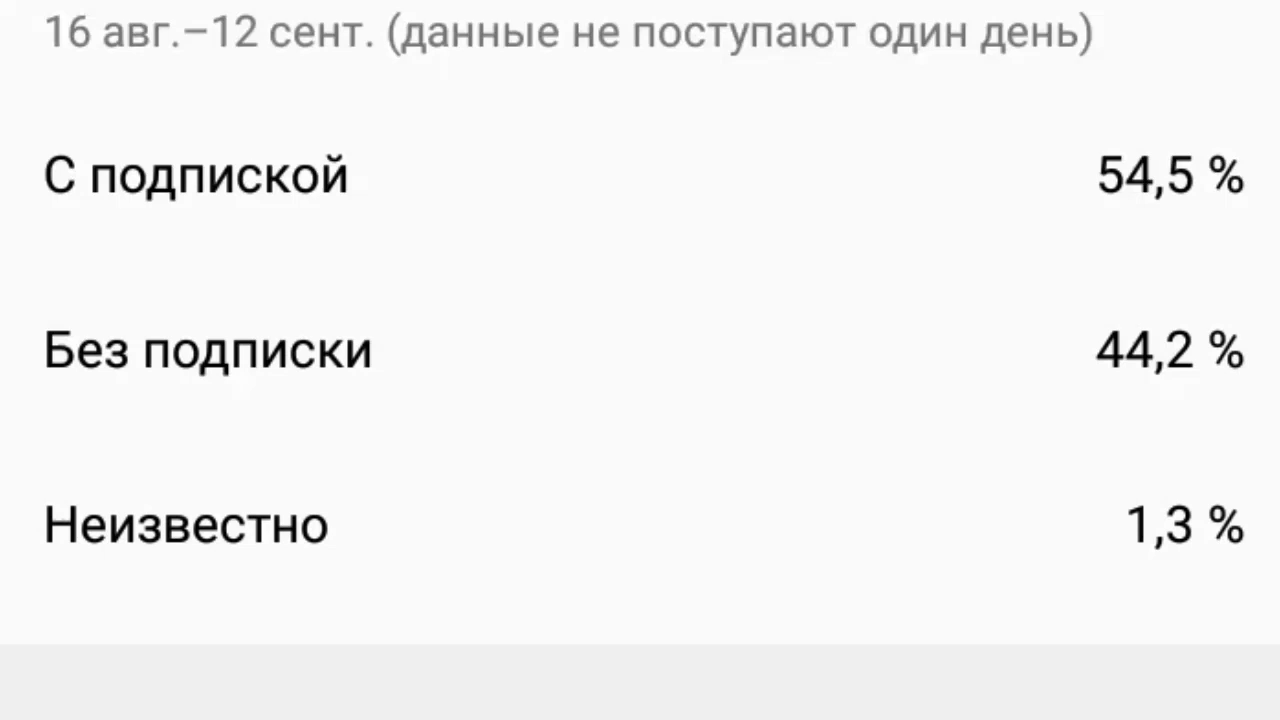 16 авг.–12 сент. (данные не поступают один день)
С подпиской 54,5 %
Без подписки 44,2 %
Неизвестно 1,3 %